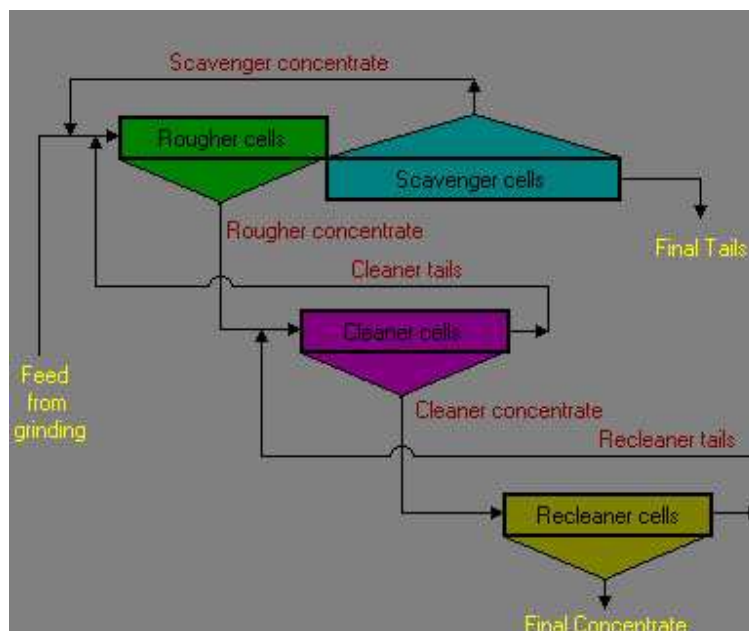 Scavenger concentrate
Rougher cells
Scavenger cells
Rougher concentrate
Final Tails
Cleaner tails
Cleaner cells
Feed
from
grinding
Cleaner concentrate
Recleaner tails
Recleaner cells
Final Concentrate